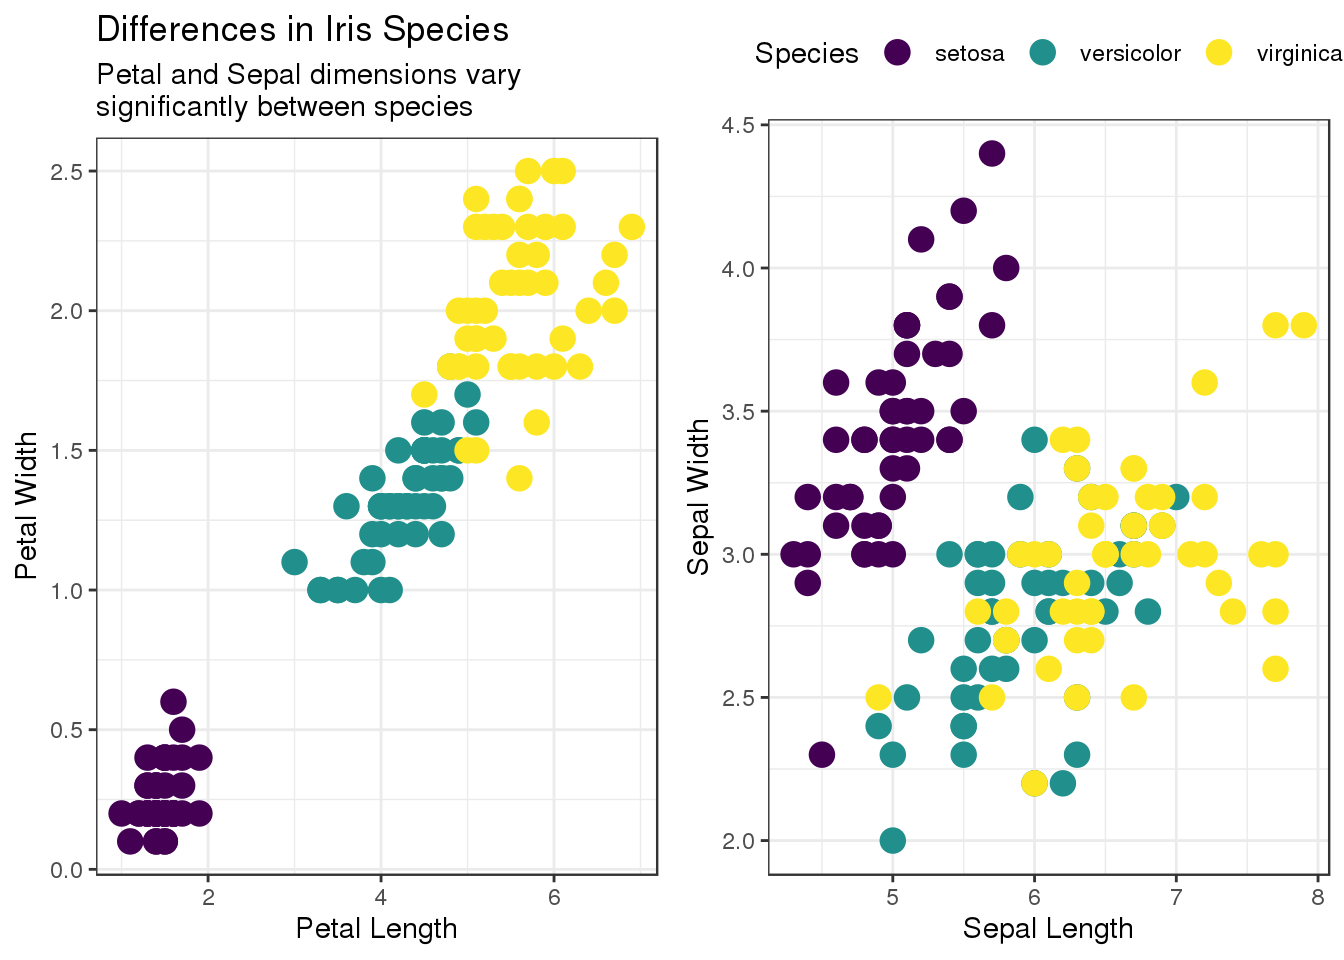 Differences in Iris Species
Petal and Sepal dimensions vary
significantly between species
2.5
2.0
1.5
1.0
0.5
0.0
Petal Width
2 4 6
Petal Length
Species setosa versicolor virginica
4.5
4.0
3.5
3.0
2.5
2.0
Sepal Width
5 6 7 8
Sepal Length